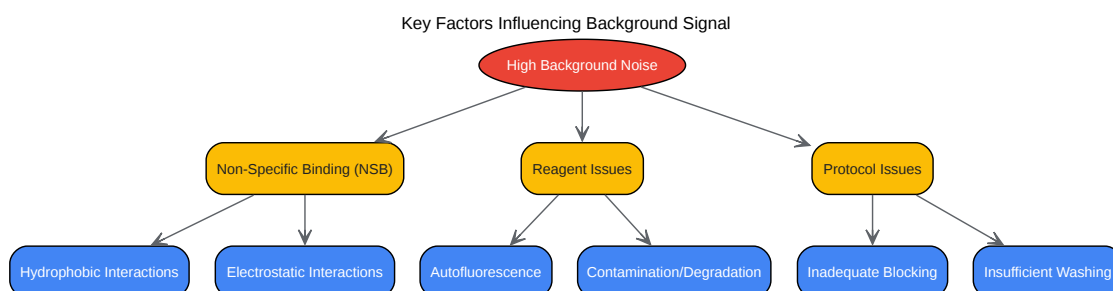 Key Factors Influencing Background Signal
High Background Noise
Non-Specific Binding (NSB)
Reagent Issues
Protocol Issues
Hydrophobic Interactions
Electrostatic Interactions
Autofluorescence
Contamination/Degradation
Inadequate Blocking
Insufficient Washing